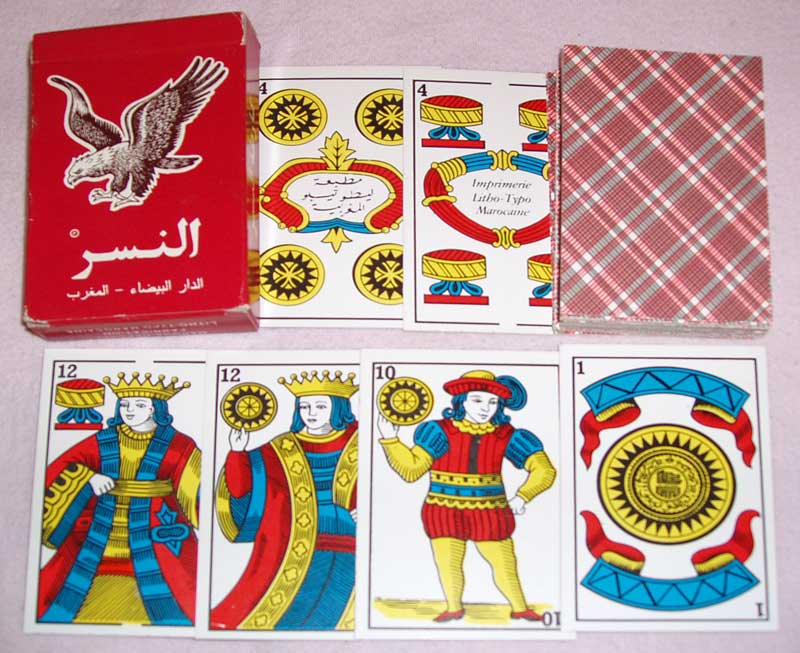 النسر
©
الدار البيضاء - المغرب
4
مطبعة
ليطو تيبو
المغربية
4
Imprimerie
Litho-Typo
Marocaine
12
12
10
10
1
1